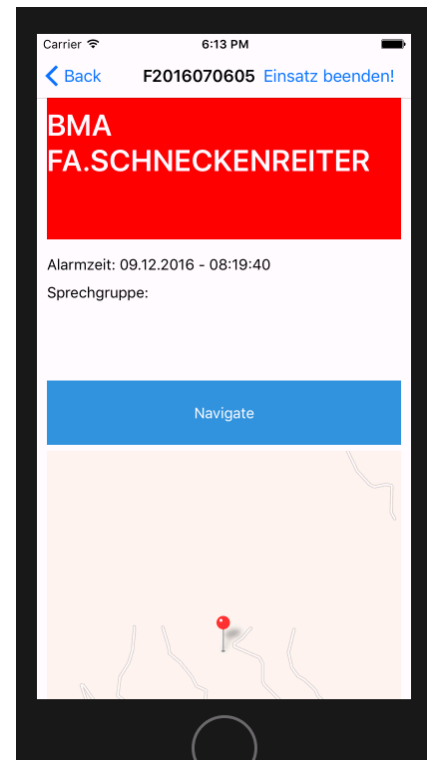 Carrier 6:13 PM
Back F2016070605 Einsatz beenden!
BMA
FA.SCHNECKENREITER
Alarmzeit: 09.12.2016 - 08:19:40
Sprechgruppe:
Navigate